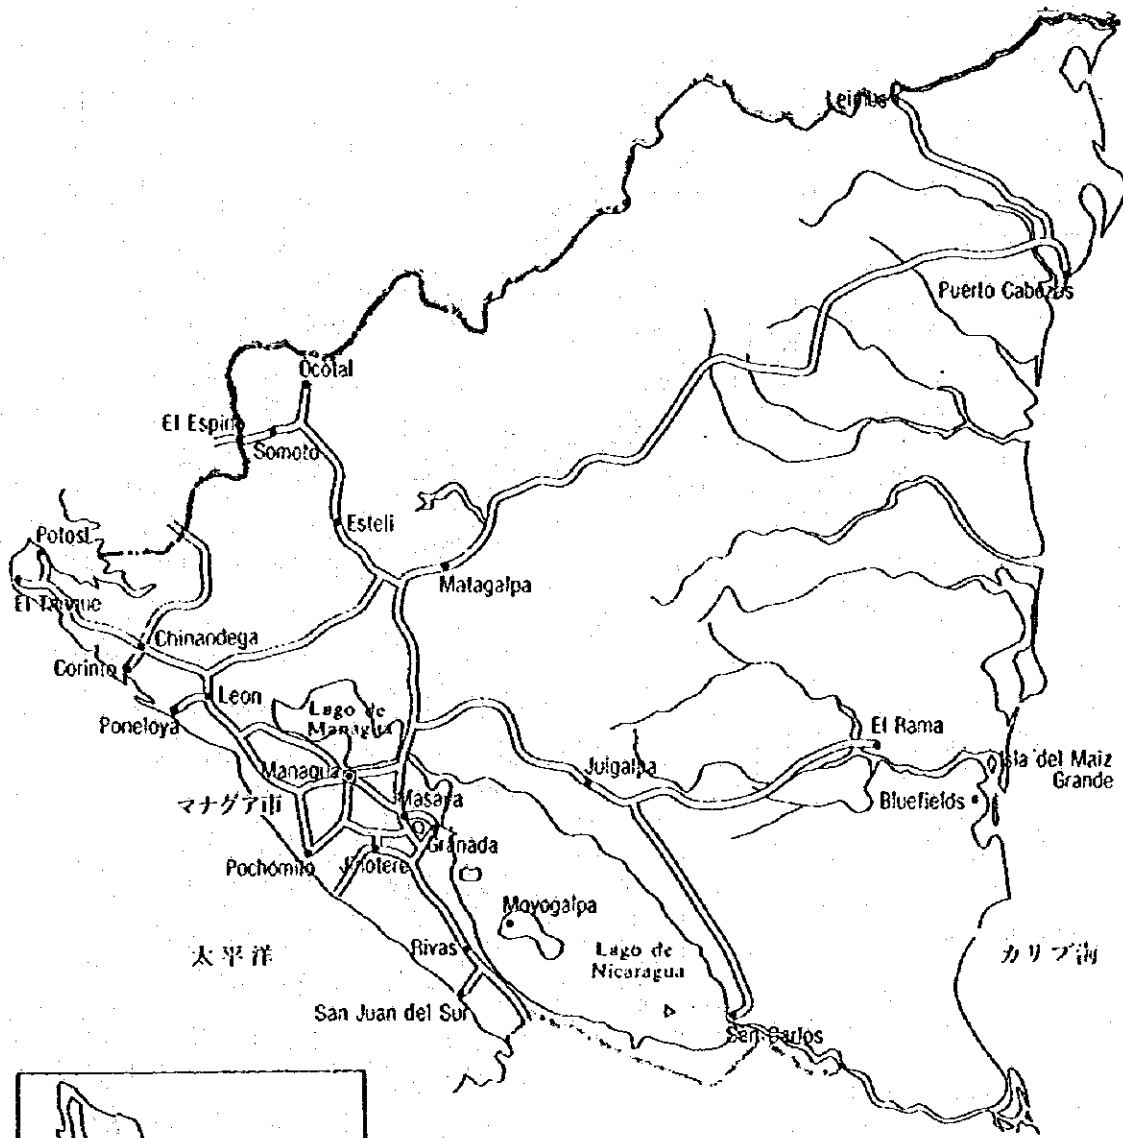 Leimus
Puerto Cabezas
Ocotal
El Espino
Somoto
Potosi
Esteli
Matagalpa
Chinandega
Corinto
Leon
Lago de
Managua
Poneloya
El Rama
Managua
Juigalpa
Isla del Maiz
Grande
マナグア市
Masaya
Bluefields
Granada
Pochomilo
Moyogalpa
太平洋
Rivas
Lago de
Nicaragua
カリブ海
San Juan del Sur
San Carlos